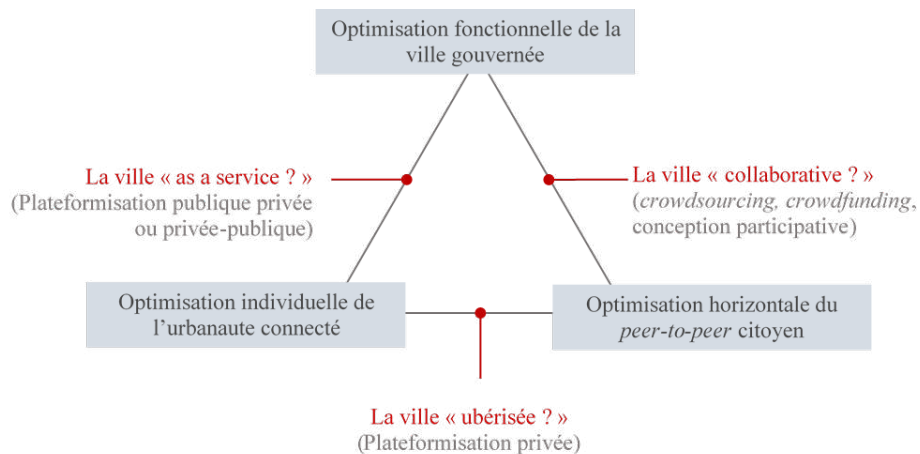 Optimisation fonctionnelle de la
ville gouvernée
La ville « as a service ? »
(Plateformisation publique privée
ou privée-publique)
La ville « collaborative ? »
(crowdsourcing, crowdfunding,
conception participative)
Optimisation individuelle de
l’urbanaute connecté
Optimisation horizontale du
peer-to-peer citoyen
La ville « ubérisée ? »
(Plateformisation privée)